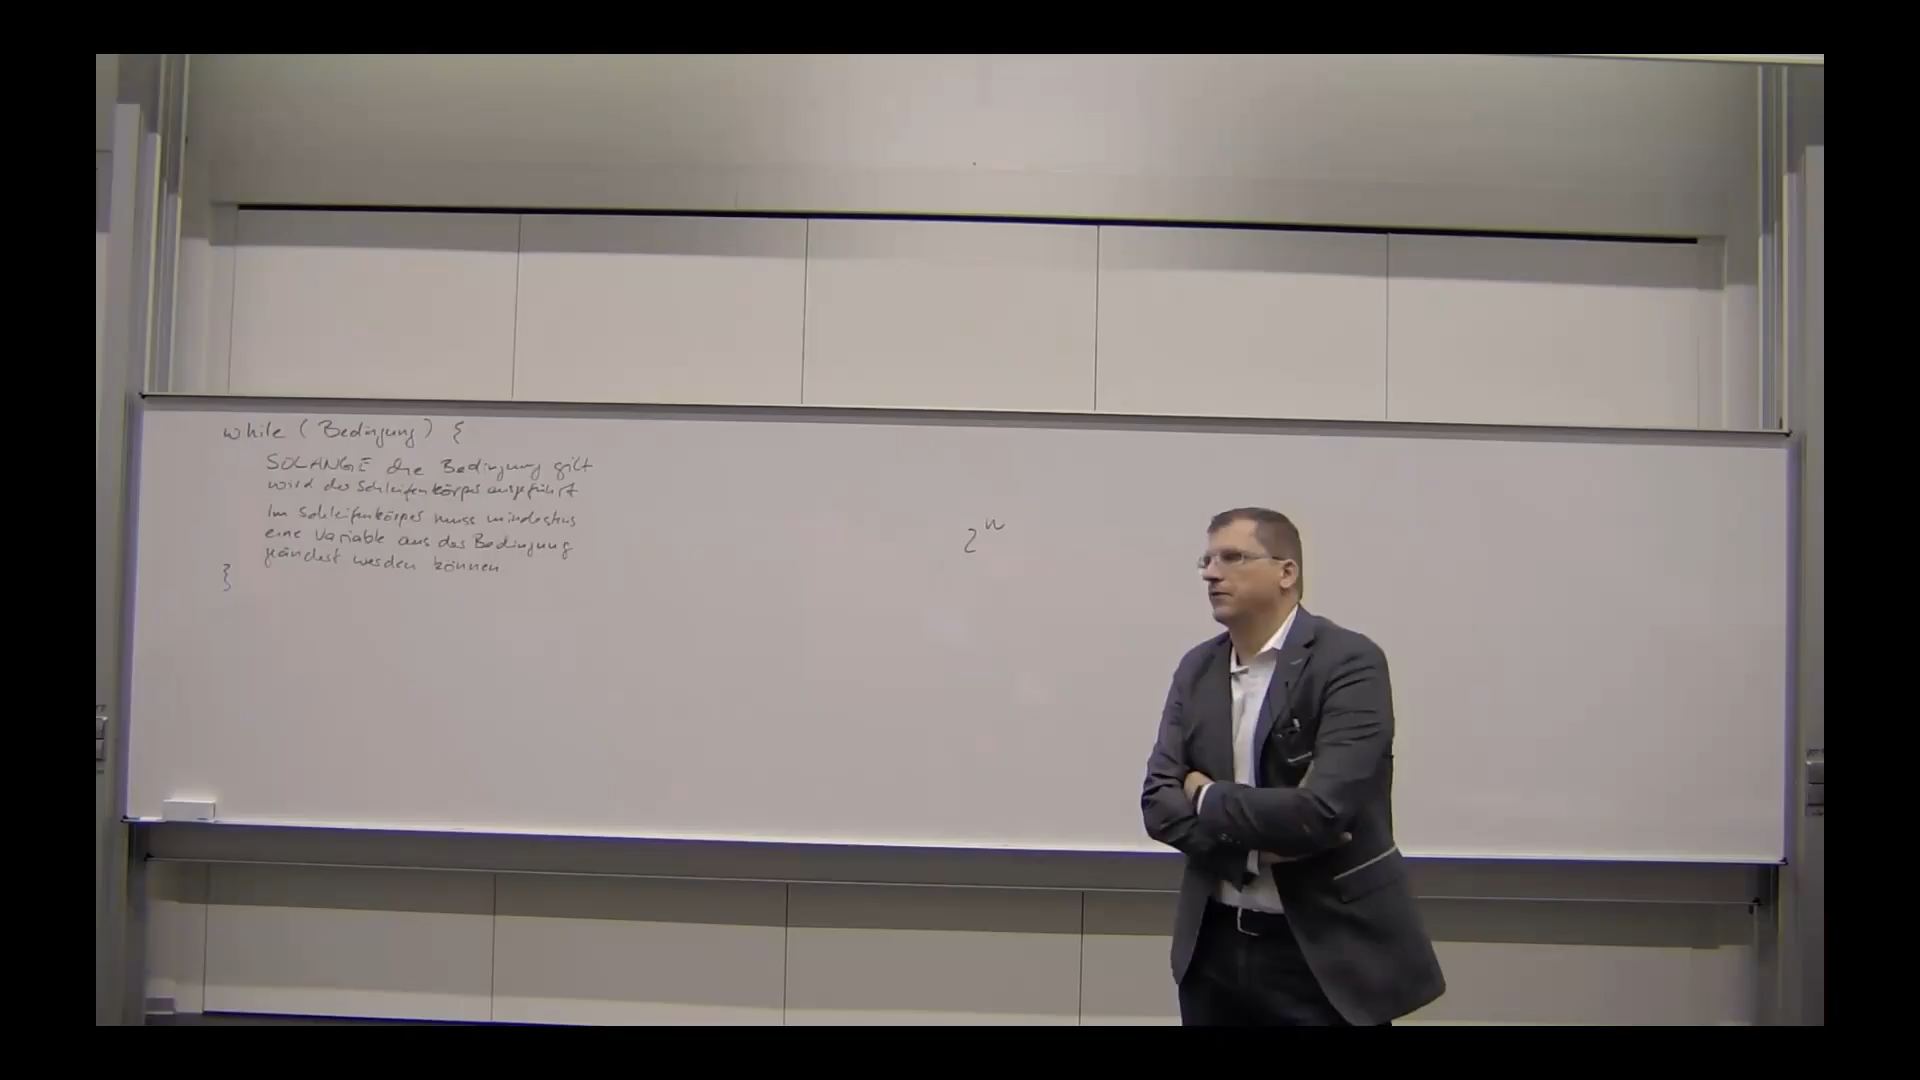 while (Bedingung) {
SOLANGE die Bedingung gilt
wird der Schleifenkörper ausgeführt
Im Schleifenkörper muss mindestens
eine Variable aus der Bedingung
geändert werden können
}
2^n